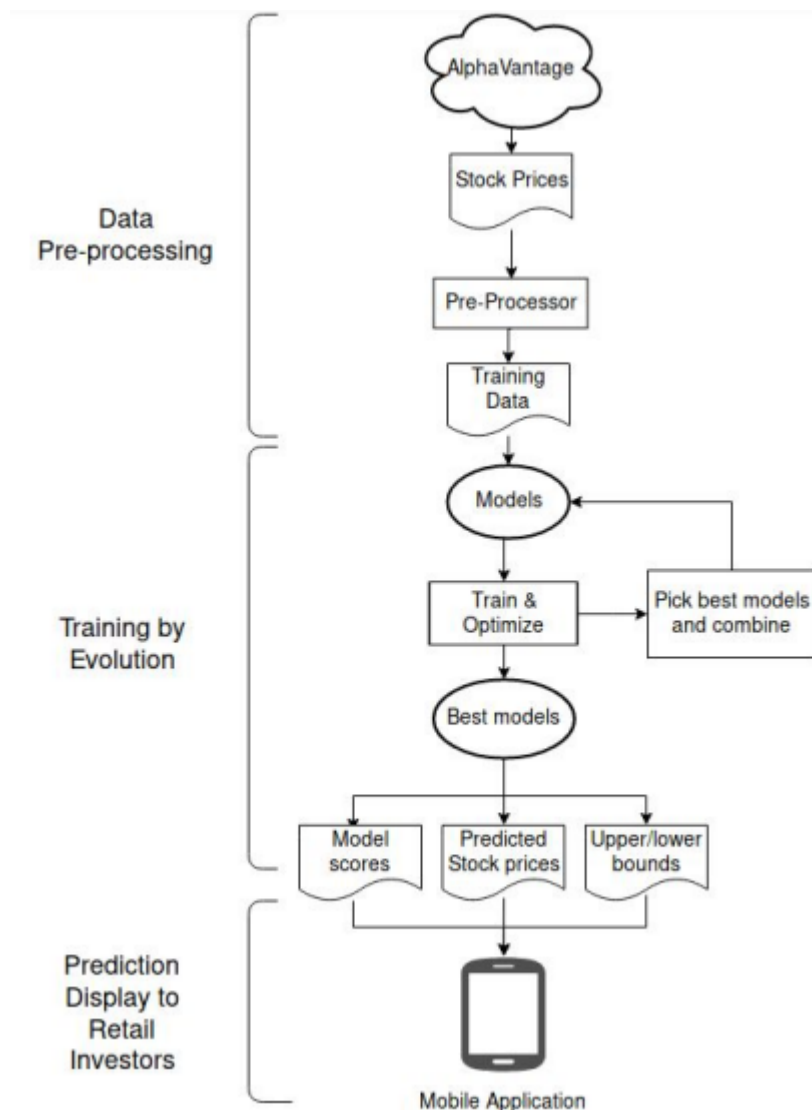 AlphaVantage
Stock Prices
Data
Pre-processing
Pre-Processor
Training
Data
Models
Train &
Optimize
Pick best models
and combine
Training by
Evolution
Best models
Model
scores
Predicted
Stock prices
Upper/lower
bounds
Prediction
Display to
Retail
Investors
Mobile Application